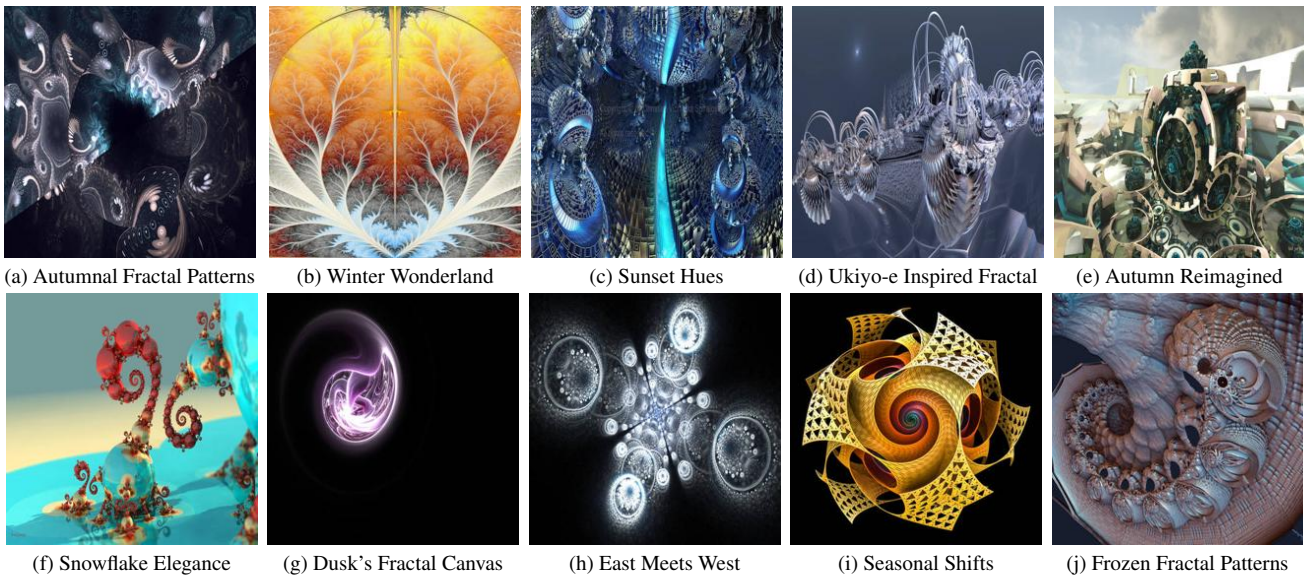 (a) Autumnal Fractal Patterns
(b) Winter Wonderland
(c) Sunset Hues
(d) Ukiyo-e Inspired Fractal
(e) Autumn Reimagined
(f) Snowflake Elegance
(g) Dusk's Fractal Canvas
(h) East Meets West
(i) Seasonal Shifts
(j) Frozen Fractal Patterns